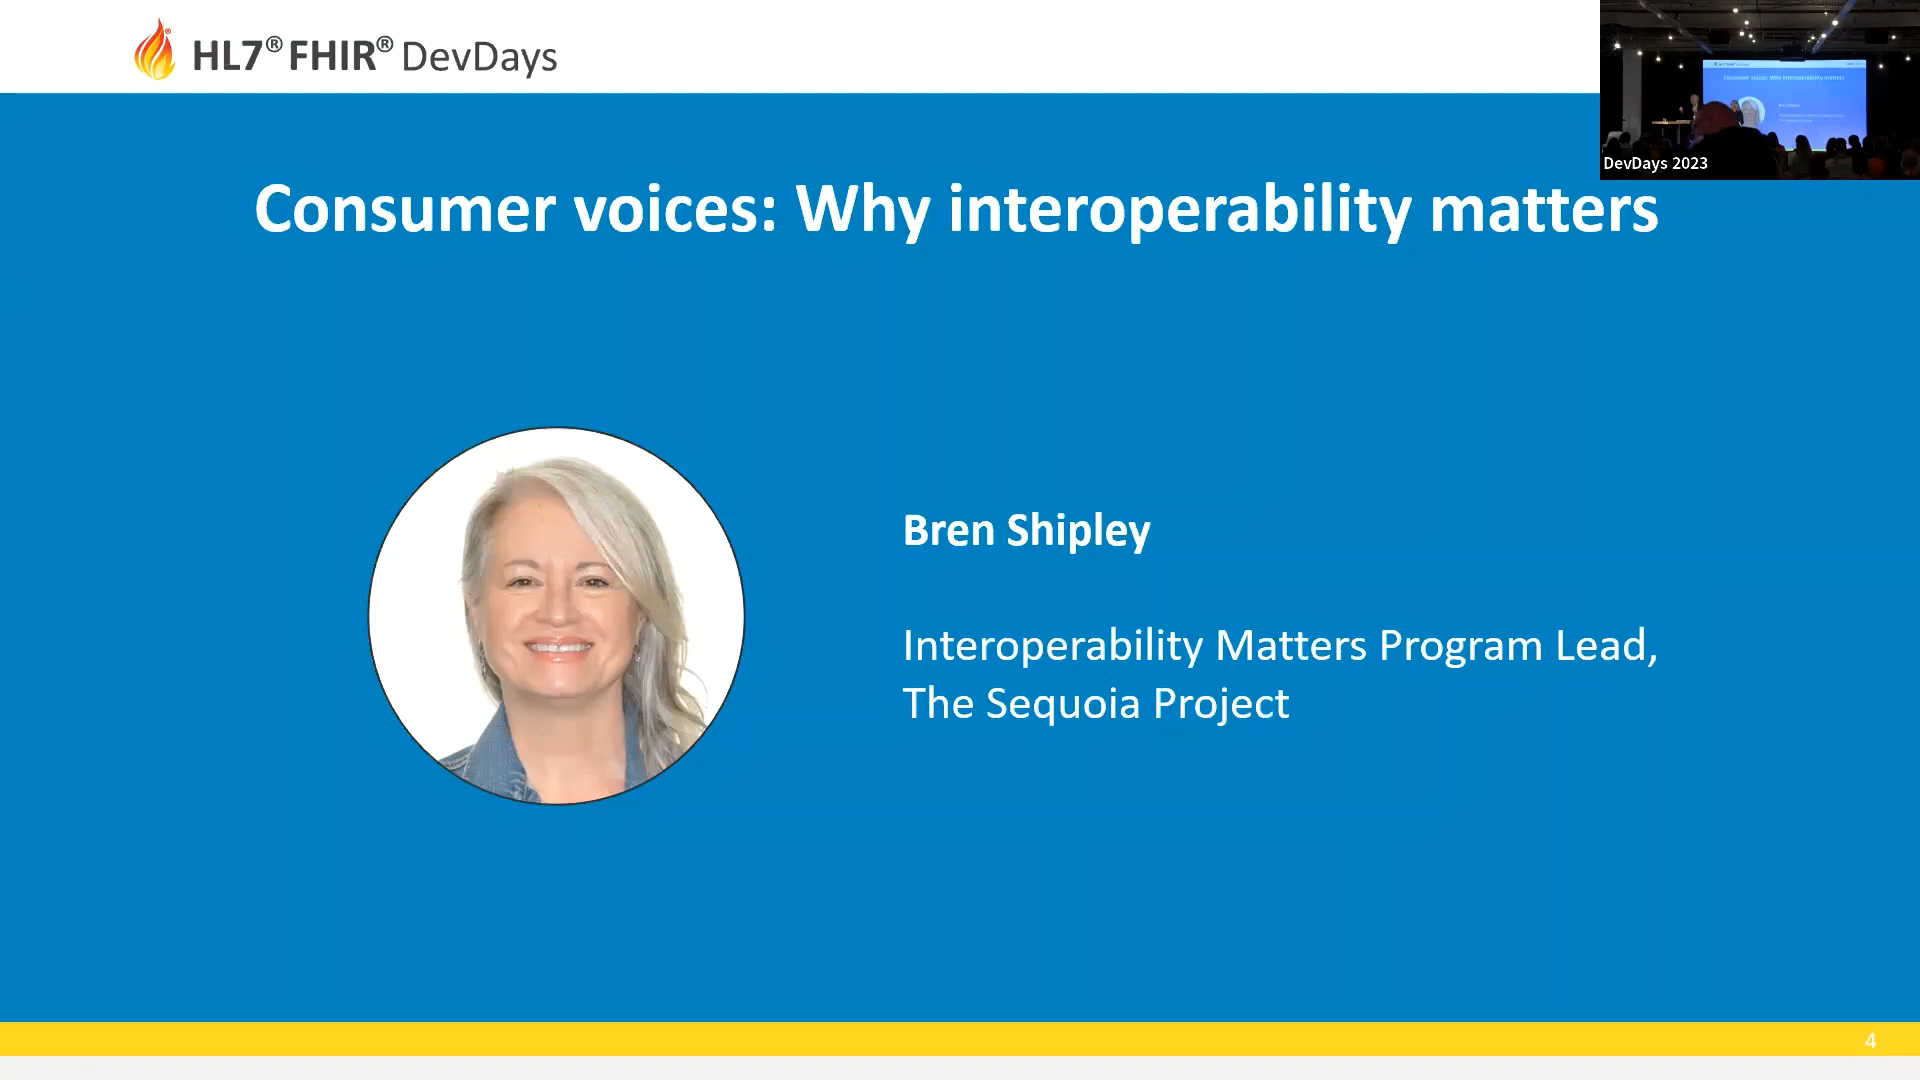 HL7® FHIR® DevDays
DevDays 2023
Consumer voices: Why interoperability matters
Bren Shipley
Interoperability Matters Program Lead,
The Sequoia Project
4